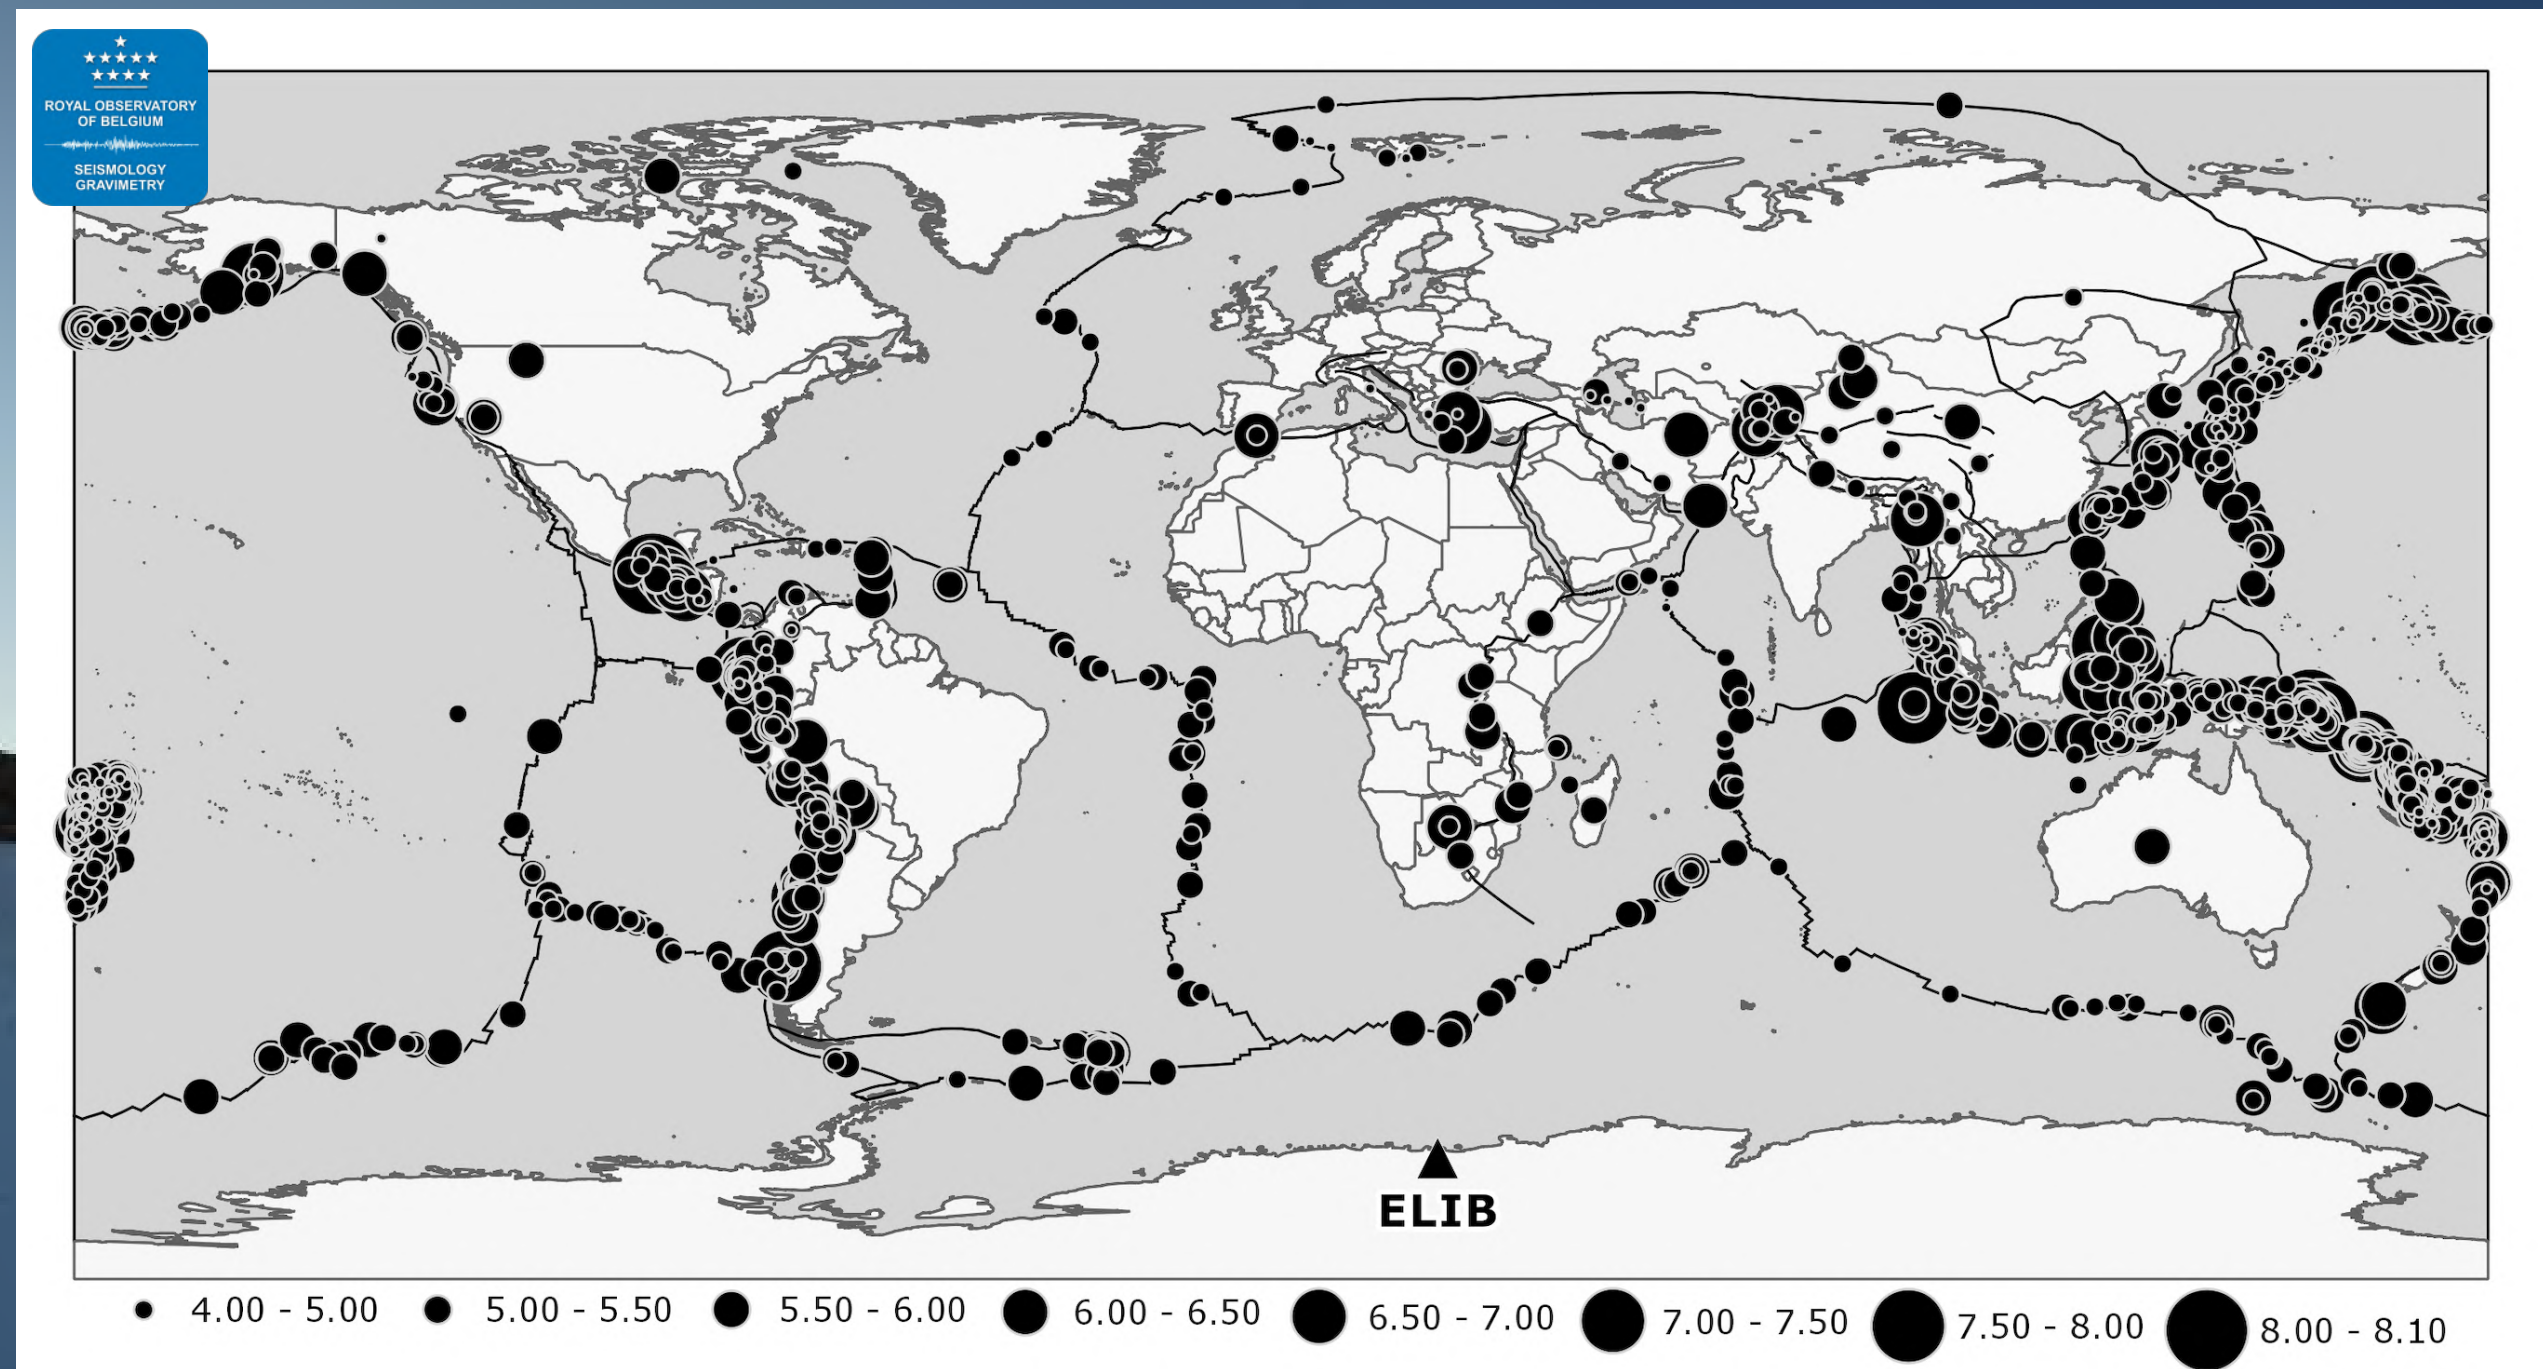 ROYAL OBSERVATORY
OF BELGIUM
SEISMOLOGY
GRAVIMETRY
ELIB
4.00 - 5.00
5.00 - 5.50
5.50 - 6.00
6.00 - 6.50
6.50 - 7.00
7.00 - 7.50
7.50 - 8.00
8.00 - 8.10